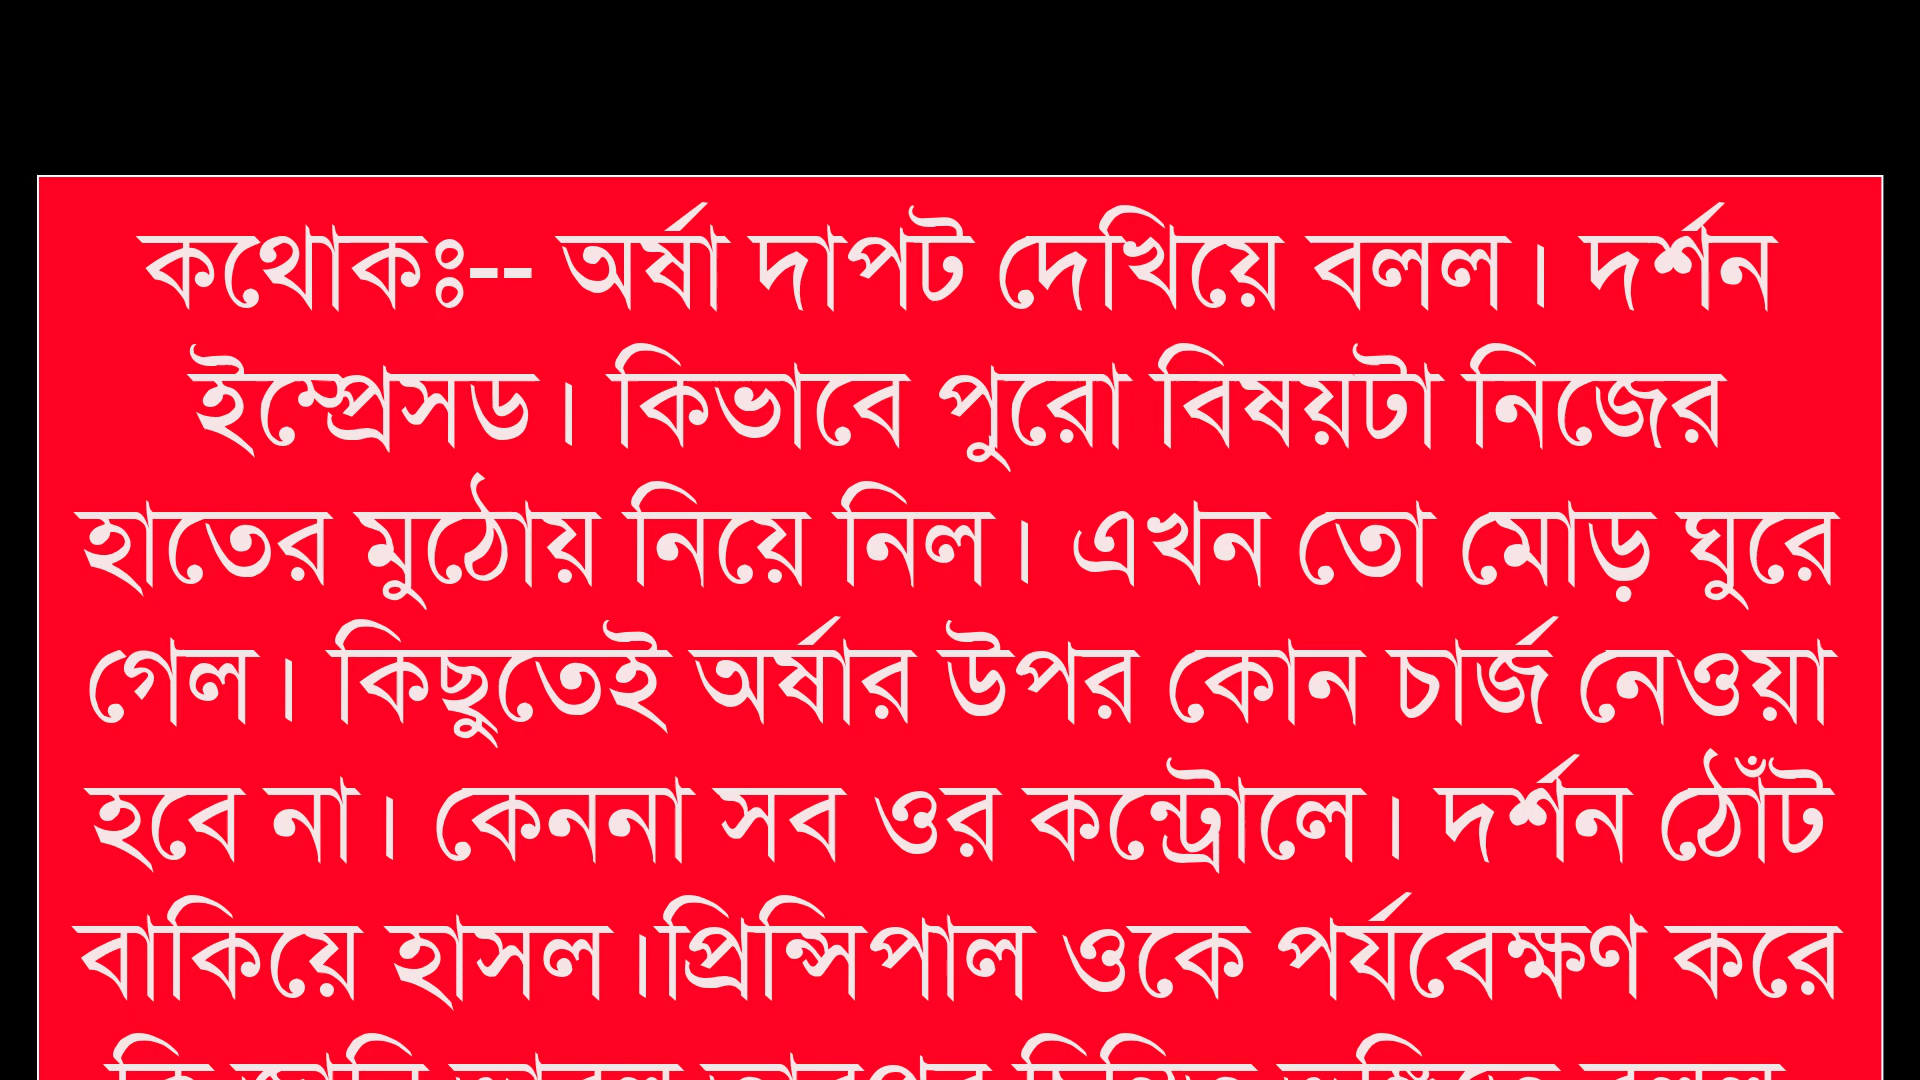 কথোকঃ-- অর্ষা দাপট দেখিয়ে বলল। দর্শন
ইম্প্রেসড। কিভাবে পুরো বিষয়টা নিজের
হাতের মুঠোয় নিয়ে নিল। এখন তো মোড় ঘুরে
গেল। কিছুতেই অর্ষার উপর কোন চার্জ নেওয়া
হবে না। কেননা সব ওর কন্ট্রোলে। দর্শন ঠোঁট
বাকিয়ে হাসল।প্রিন্সিপাল ওকে পর্যবেক্ষণ করে